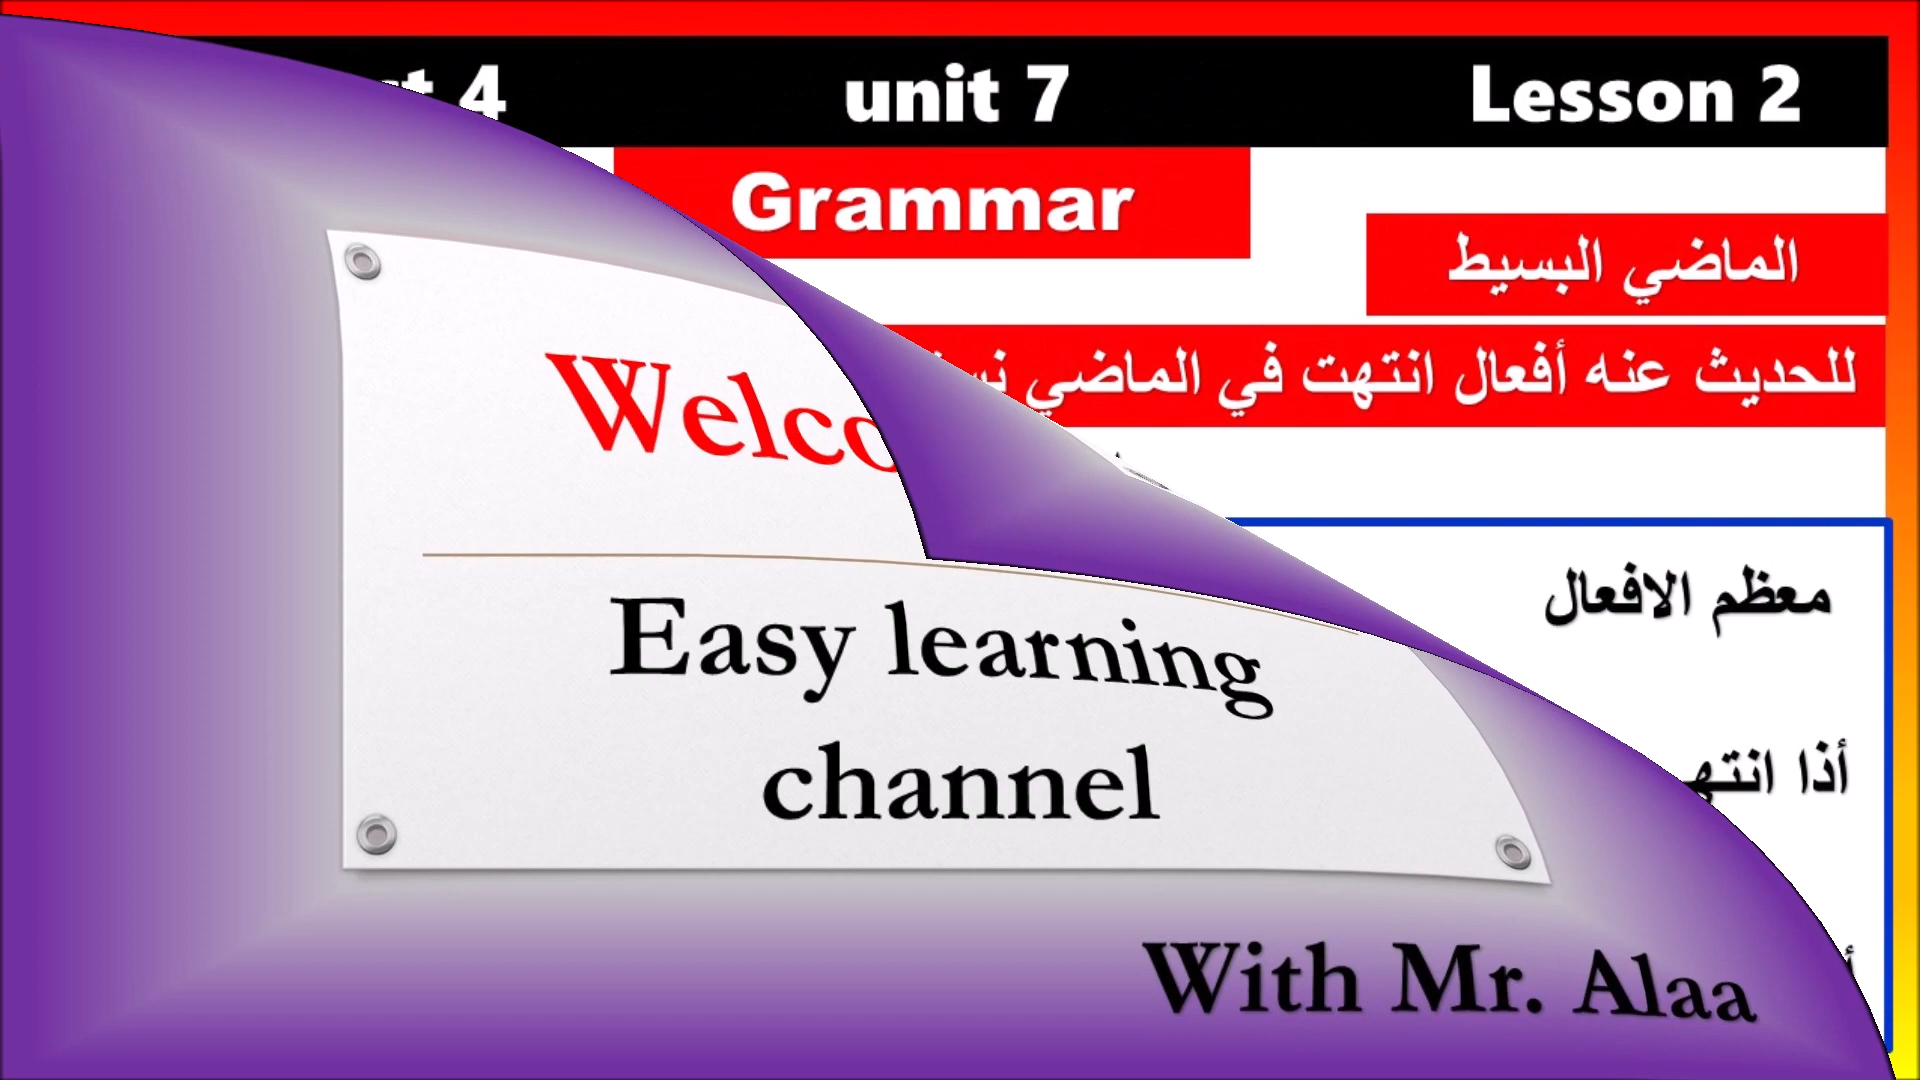 4 unit 7 Lesson 2
Grammar
الماضي البسيط
للحديث عنه أفعال انتهت في الماضي
معظم الافعال
أذا
Easy learning
channel
With Mr. Alaa